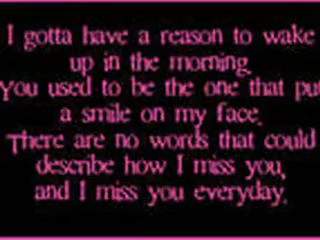 I gotta have a reason to wake
up in the morning.
You used to be the one that put
a smile on my face.
There are no words that could
describe how I miss you,
and I miss you everyday.